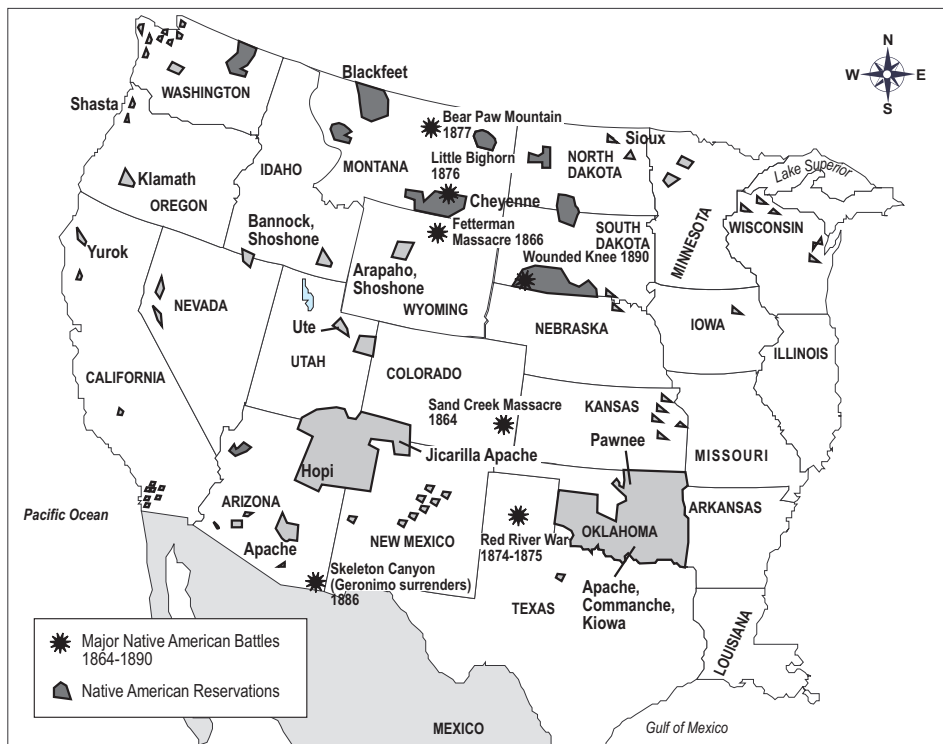 N
W
E
S
Blackfeet
WASHINGTON
Shasta
Bear Paw Mountain
1877
Sioux
MONTANA
Little Bighorn
1876
NORTH
DAKOTA
Lake Superior
IDAHO
Klamath
OREGON
Cheyenne
MINNESOTA
WISCONSIN
Bannock,
Shoshone
Fetterman
Massacre 1866
SOUTH
DAKOTA
Yurok
Wounded Knee 1890
Arapaho,
Shoshone
NEVADA
WYOMING
NEBRASKA
IOWA
Ute
UTAH
ILLINOIS
CALIFORNIA
COLORADO
Sand Creek Massacre
1864
KANSAS
Pawnee
Jicarilla Apache
MISSOURI
Hopi
ARIZONA
Pacific Ocean
ARKANSAS
OKLAHOMA
NEW MEXICO
Red River War
1874-1875
Apache
Skeleton Canyon
(Geronimo surrenders)
1886
Apache,
Commanche,
Kiowa
TEXAS
LOUISIANA
Major Native American Battles
1864-1890
Native American Reservations
MEXICO
Gulf of Mexico